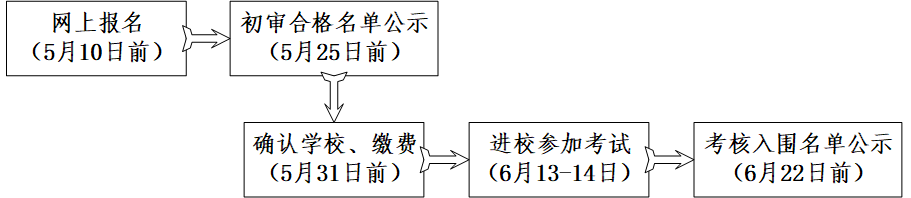 网上报名
（5月10日前）
初审合格名单公示
（5月25日前）
确认学校、缴费
（5月31日前）
进校参加考试
（6月13-14日）
考核入围名单公示
（6月22日前）